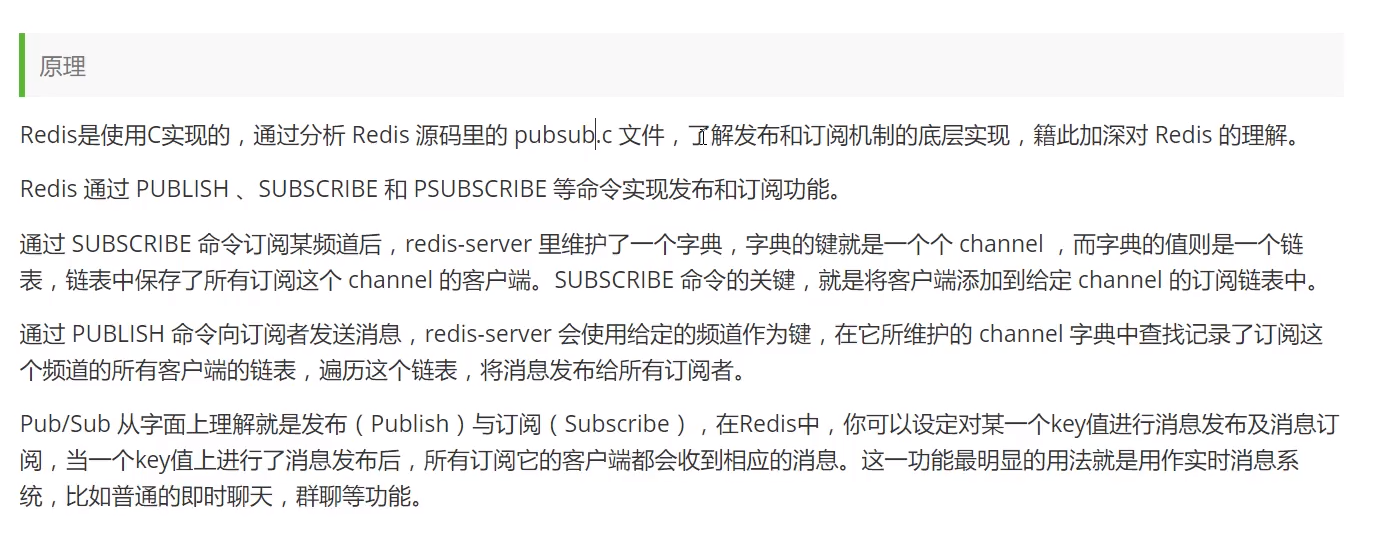 原理
Redis是使用C实现的，通过分析 Redis 源码里的 pubsub.c 文件，了解发布和订阅机制的底层实现，籍此加深对 Redis 的理解。
Redis 通过 PUBLISH 、SUBSCRIBE 和 PSUBSCRIBE 等命令实现发布和订阅功能。
通过 SUBSCRIBE 命令订阅某频道后，redis-server 里维护了一个字典，字典的键就是一个个 channel ，而字典的值则是一个链
表，链表中保存了所有订阅这个 channel 的客户端。SUBSCRIBE 命令的关键，就是将客户端添加到给定 channel 的订阅链表中。
通过 PUBLISH 命令向订阅者发送消息，redis-server 会使用给定的频道作为键，在它所维护的 channel 字典中查找记录了订阅这
个频道的所有客户端的链表，遍历这个链表，将消息发布给所有订阅者。
Pub/Sub 从字面上理解就是发布（Publish）与订阅（Subscribe），在Redis中，你可以设定对某一个key值进行消息发布及消息订
阅，当一个key值上进行了消息发布后，所有订阅它的客户端都会收到相应的消息。这一功能最明显的用法就是用作实时消息系
统，比如普通的即时聊天，群聊等功能。